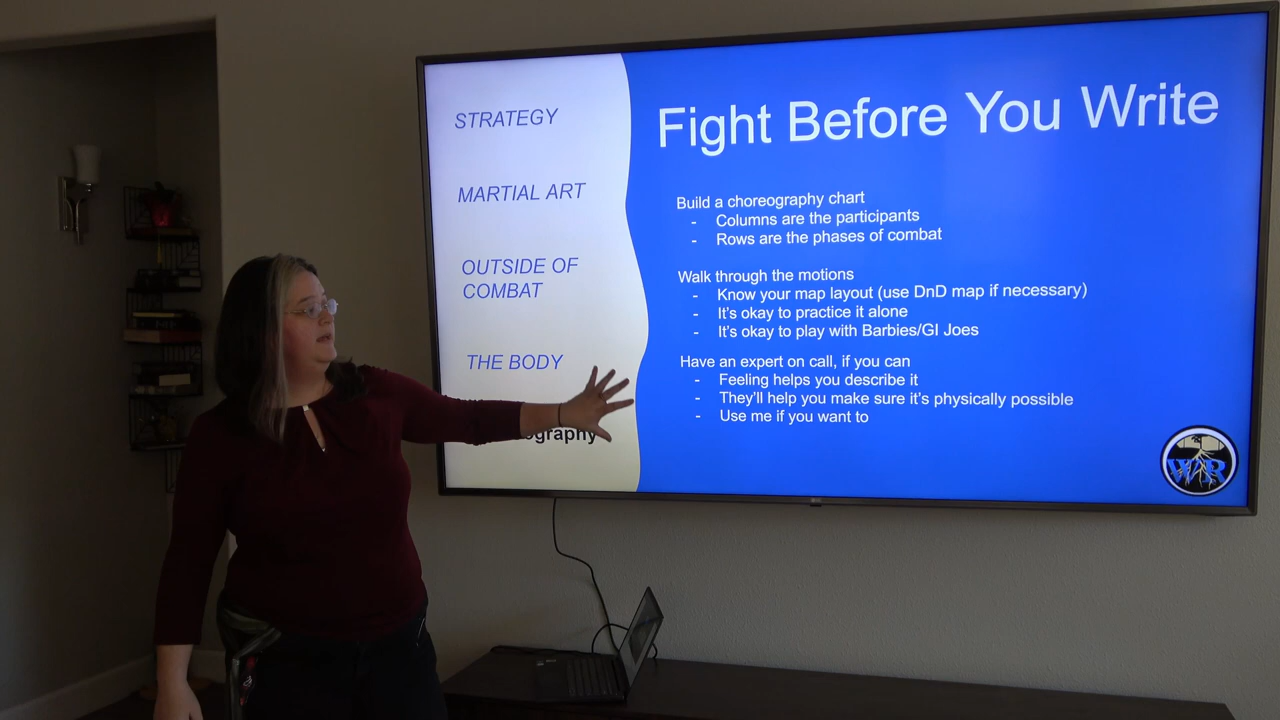 STRATEGY
MARTIAL ART
OUTSIDE OF
COMBAT
THE BODY
Fight Before You Write
Build a choreography chart
- Columns are the participants
- Rows are the phases of combat
Walk through the motions
- Know your map layout (use DnD map if necessary)
- It's okay to practice it alone
- It's okay to play with Barbies/GI Joes
Have an expert on call, if you can
- Feeling helps you describe it
- They'll help you make sure it's physically possible
- Use me if you want to
WR